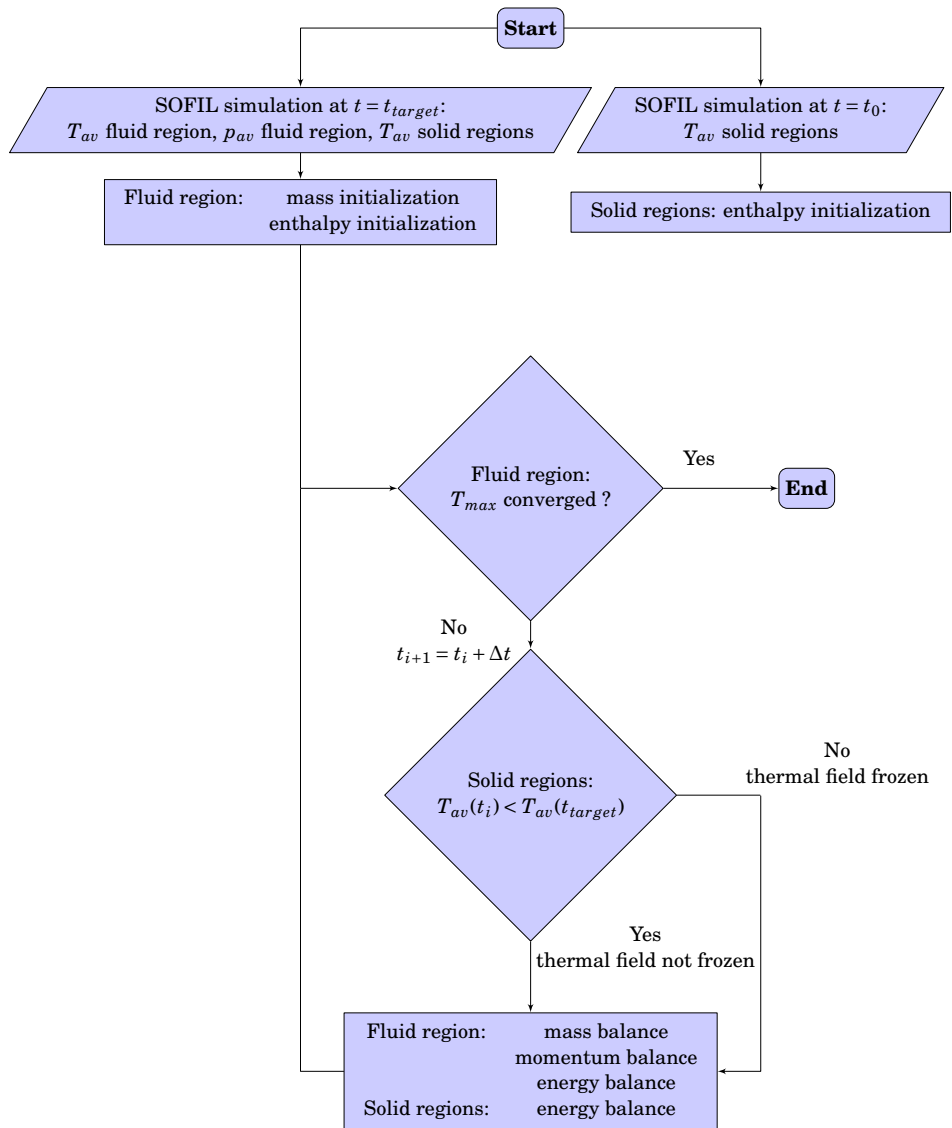 Start
SOFIL simulation at t = t_target:
T_av fluid region, p_av fluid region, T_av solid regions
SOFIL simulation at t = t_0:
T_av solid regions
Fluid region: mass initialization
enthalpy initialization
Solid regions: enthalpy initialization
Fluid region:
T_max converged ?
Yes
End
No
t_{i+1} = t_i + Δt
Solid regions:
T_av(t_i) < T_av(t_target)
No
thermal field frozen
Yes
thermal field not frozen
Fluid region: mass balance
momentum balance
energy balance
Solid regions: energy balance